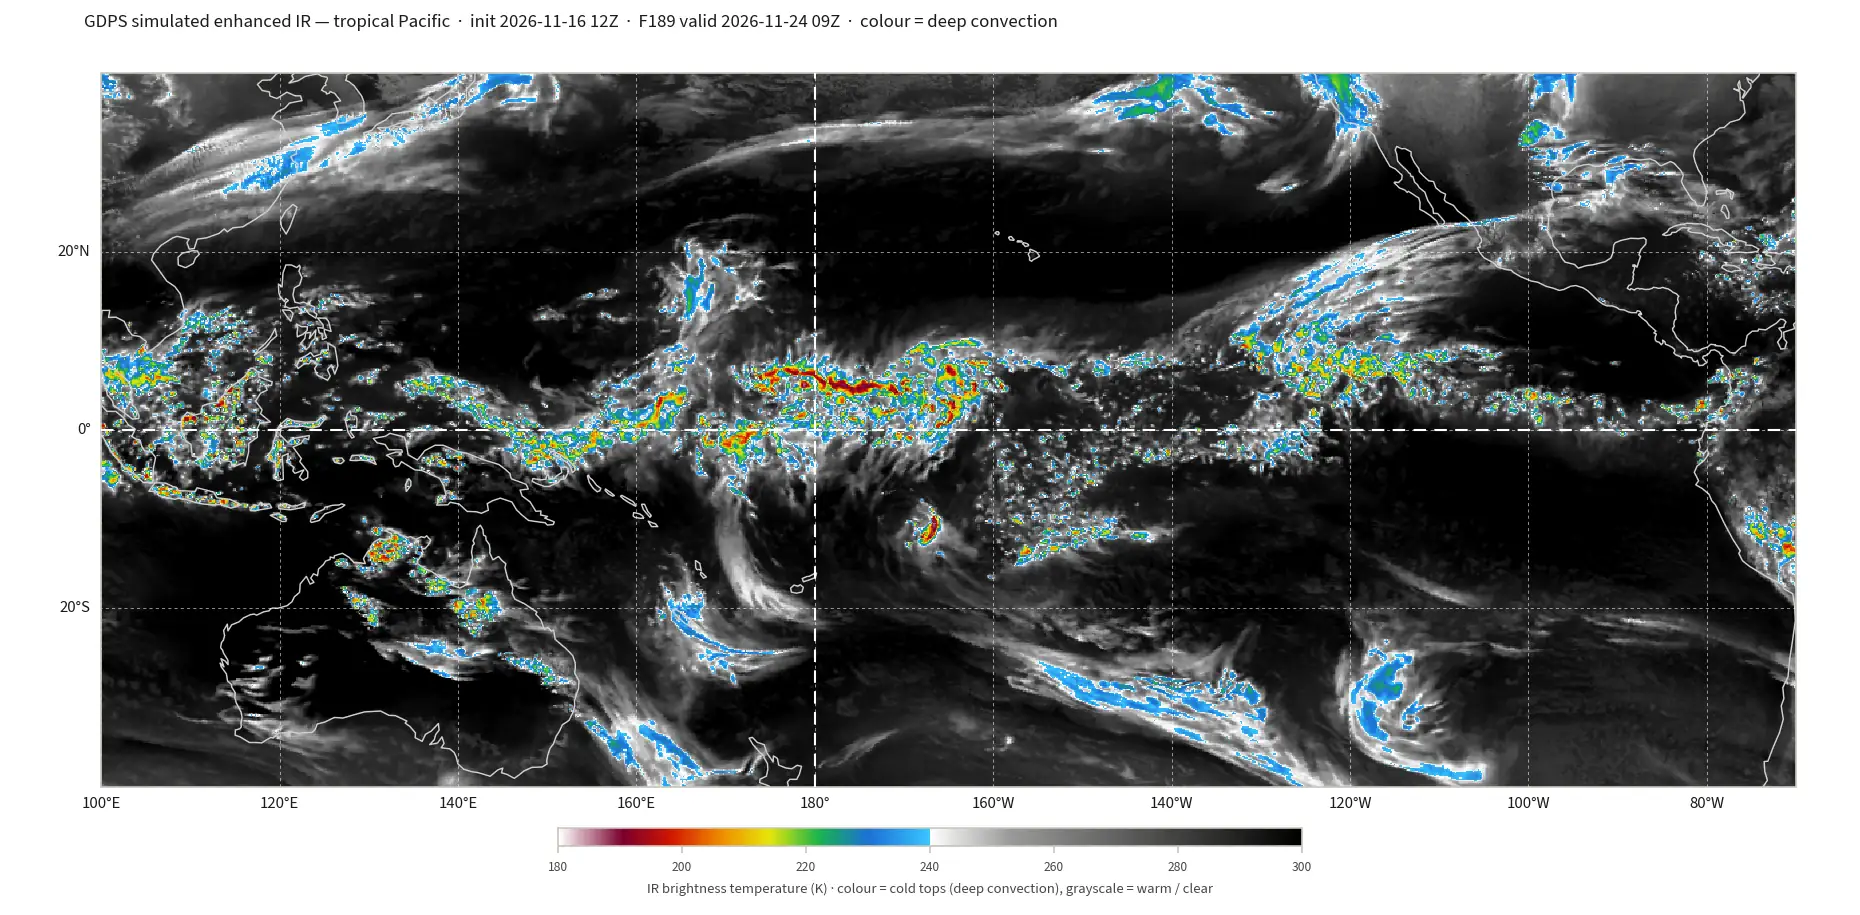 GDPS simulated enhanced IR — tropical Pacific · init 2026-11-16 12Z · F189 valid 2026-11-24 09Z · colour = deep convection
20°N
0°
20°S
100°E 120°E 140°E 160°E 180° 160°W 140°W 120°W 100°W 80°W
180 200 220 240 260 280 300
IR brightness temperature (K) · colour = cold tops (deep convection), grayscale = warm / clear